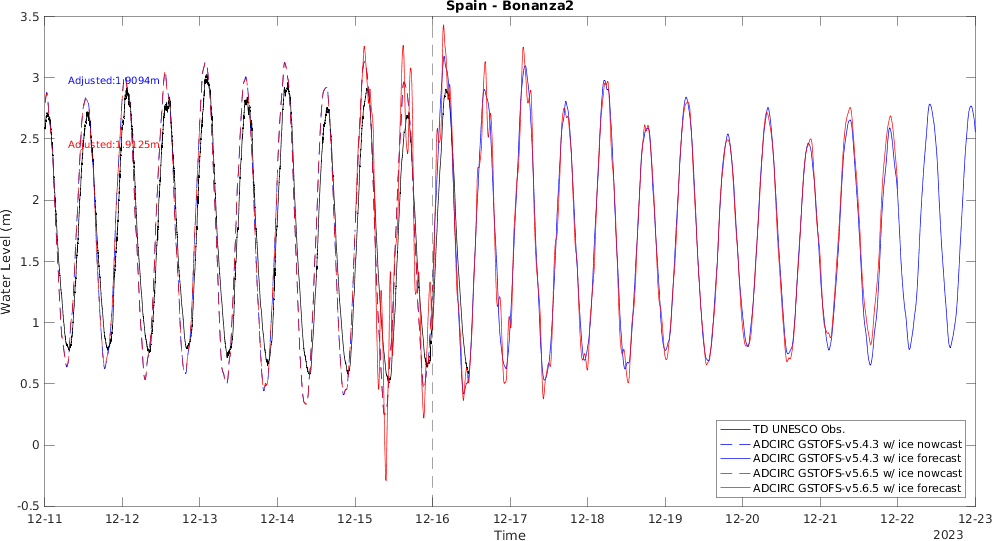 Spain - Bonanza2
3.5
3
2.5
2
1.5
1
0.5
0
-0.5
Water Level (m)
Adjusted:1.9094m
Adjusted:1.9125m
TD UNESCO Obs.
ADCIRC GSTOFS-v5.4.3 w/ ice nowcast
ADCIRC GSTOFS-v5.4.3 w/ ice forecast
ADCIRC GSTOFS-v5.6.5 w/ ice nowcast
ADCIRC GSTOFS-v5.6.5 w/ ice forecast
12-11 12-12 12-13 12-14 12-15 12-16 12-17 12-18 12-19 12-20 12-21 12-22 12-23
Time
2023